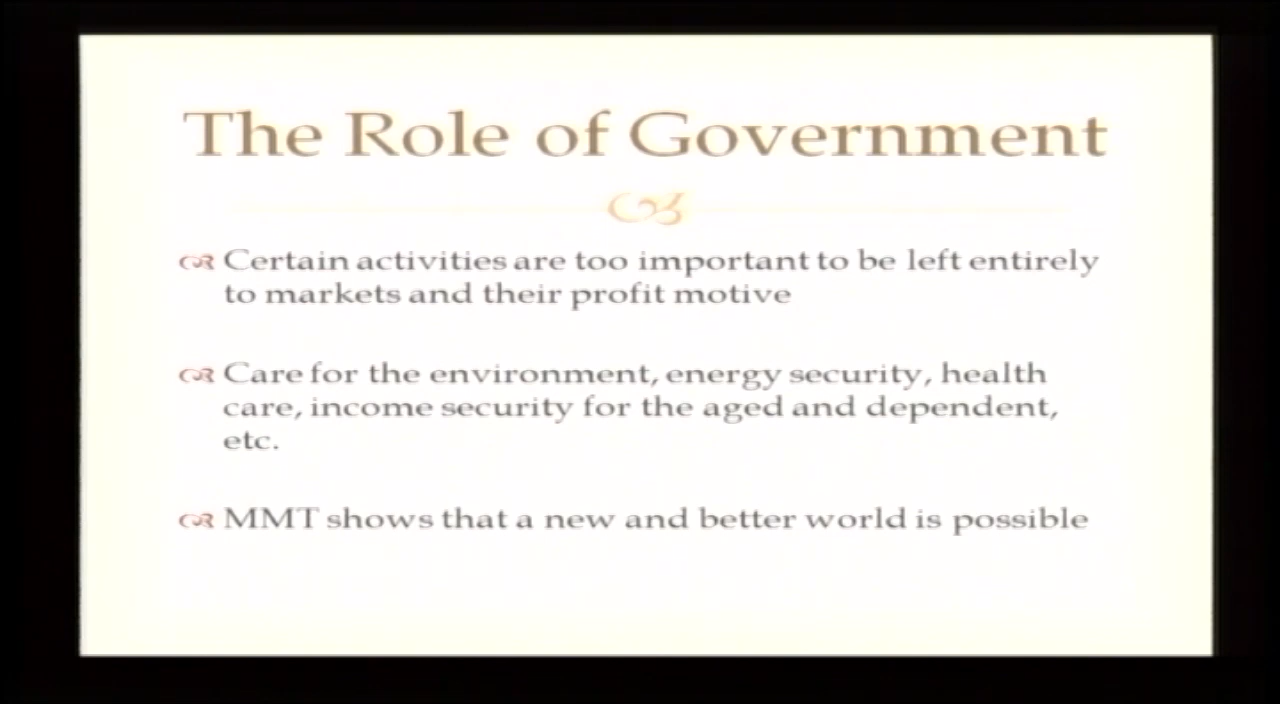 The Role of Government
Certain activities are too important to be left entirely
to markets and their profit motive
Care for the environment, energy security, health
care, income security for the aged and dependent,
etc.
MMT shows that a new and better world is possible